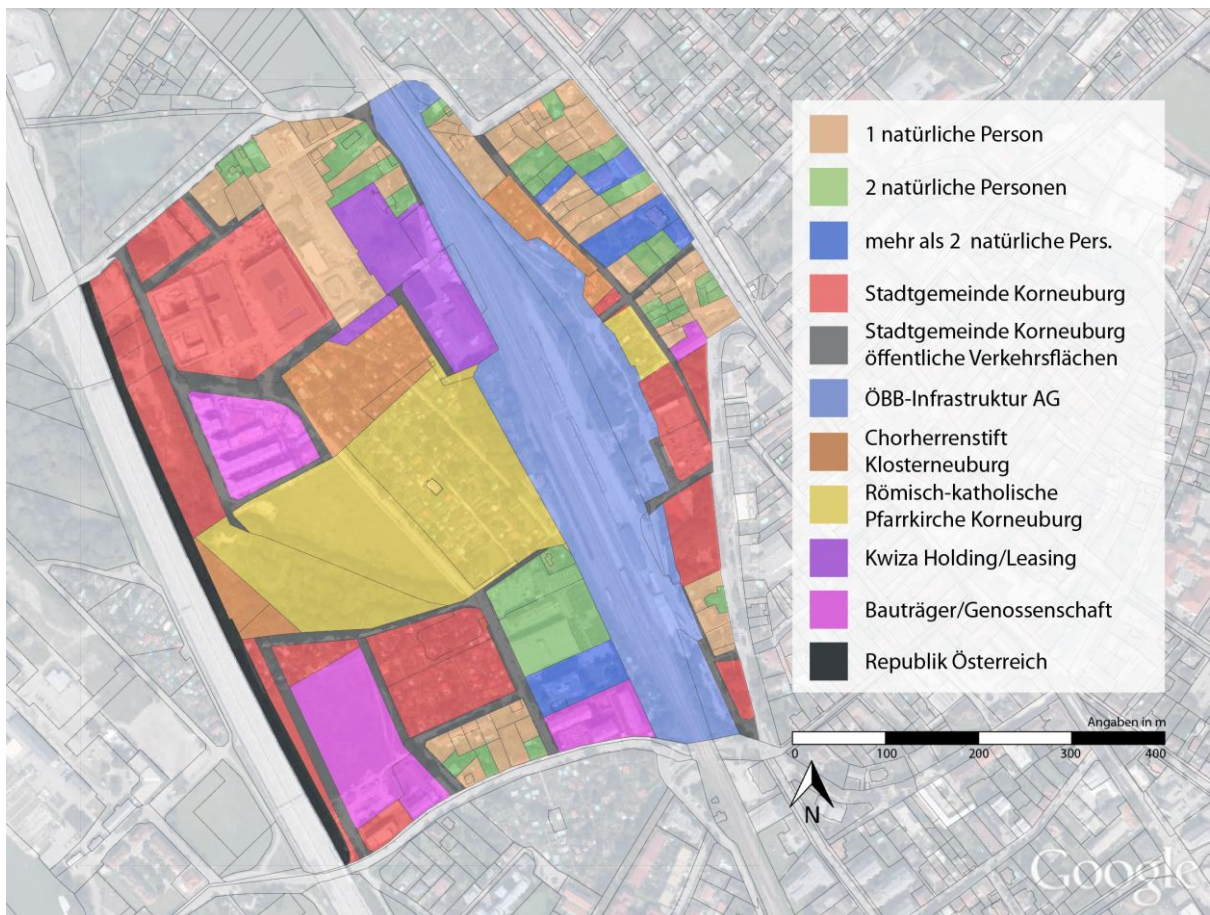 1 natürliche Person
2 natürliche Personen
mehr als 2 natürliche Pers.
Stadtgemeinde Korneuburg
Stadtgemeinde Korneuburg
öffentliche Verkehrsflächen
ÖBB-Infrastruktur AG
Chorherrenstift
Klosterneuburg
Römisch-katholische
Pfarrkirche Korneuburg
Kwiza Holding/Leasing
Bauträger/Genossenschaft
Republik Österreich
Angaben in m
0 100 200 300 400
N
Google